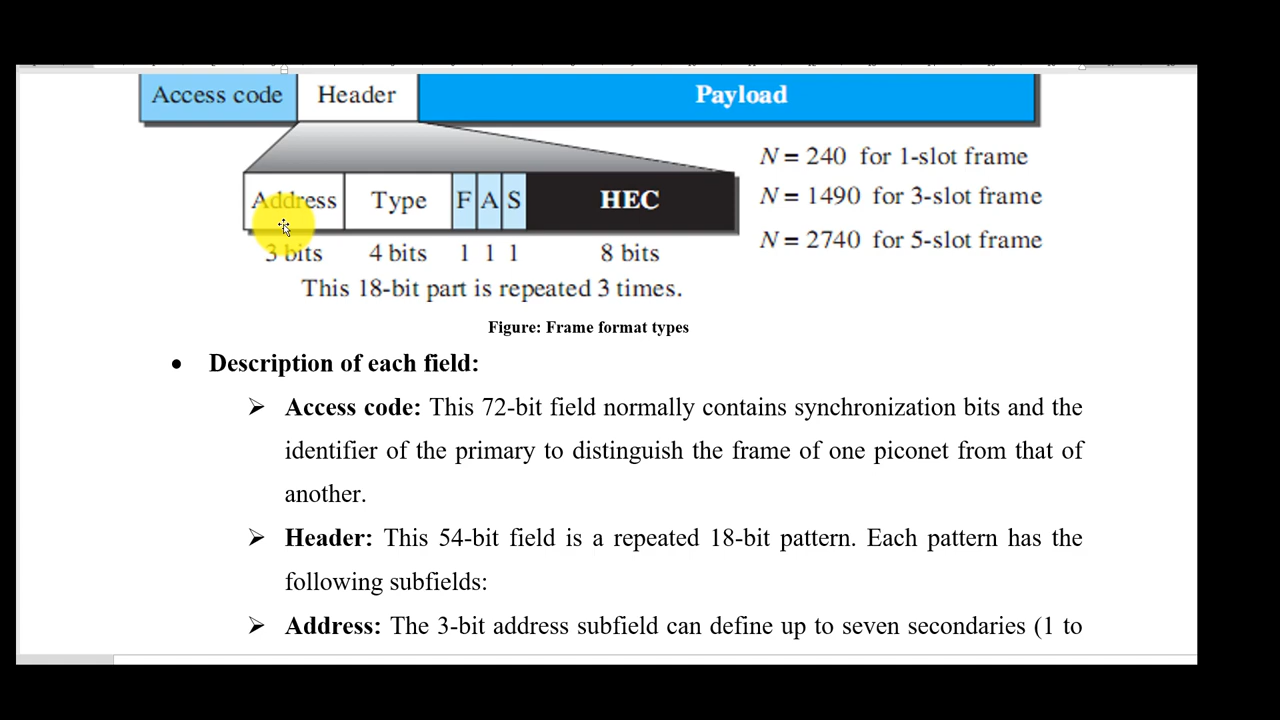 Access code Header Payload
N = 240 for 1-slot frame
Address Type F A S HEC N = 1490 for 3-slot frame
N = 2740 for 5-slot frame
3 bits 4 bits 1 1 1 8 bits
This 18-bit part is repeated 3 times.
Figure: Frame format types
• Description of each field:
➢ Access code: This 72-bit field normally contains synchronization bits and the
identifier of the primary to distinguish the frame of one piconet from that of
another.
➢ Header: This 54-bit field is a repeated 18-bit pattern. Each pattern has the
following subfields:
➢ Address: The 3-bit address subfield can define up to seven secondaries (1 to